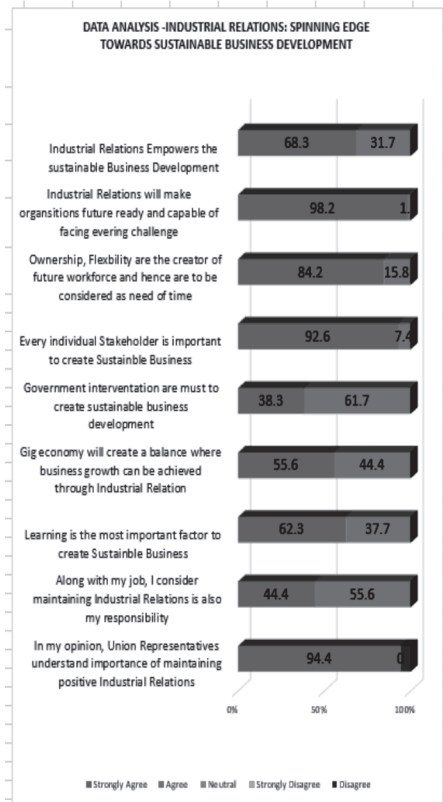 DATA ANALYSIS -INDUSTRIAL RELATIONS: SPINNING EDGE
TOWARDS SUSTAINABLE BUSINESS DEVELOPMENT
Industrial Relations Empowers the
sustainable Business Development
68.3 31.7
Industrial Relations will make
organsitions future ready and capable of
facing evering challenge
98.2 1.
Ownership, Flexbility are the creator of
future workforce and hence are to be
considered as need of time
84.2 15.8
Every individual Stakeholder is important
to create Sustainble Business
92.6 7.4
Government interventation are must to
create sustainable business
development
38.3 61.7
Gig economy will create a balance where
business growth can be achieved
through Industrial Relation
55.6 44.4
Learning is the most important factor to
create Sustainble Business
62.3 37.7
Along with my job, I consider
maintaining Industrial Relations is also
my responsibility
44.4 55.6
In my opinion, Union Representatives
understand importance of maintaining
positive Industrial Relations
94.4 0
0% 50% 100%
Strongly Agree Agree Neutral Strongly Disagree Disagree